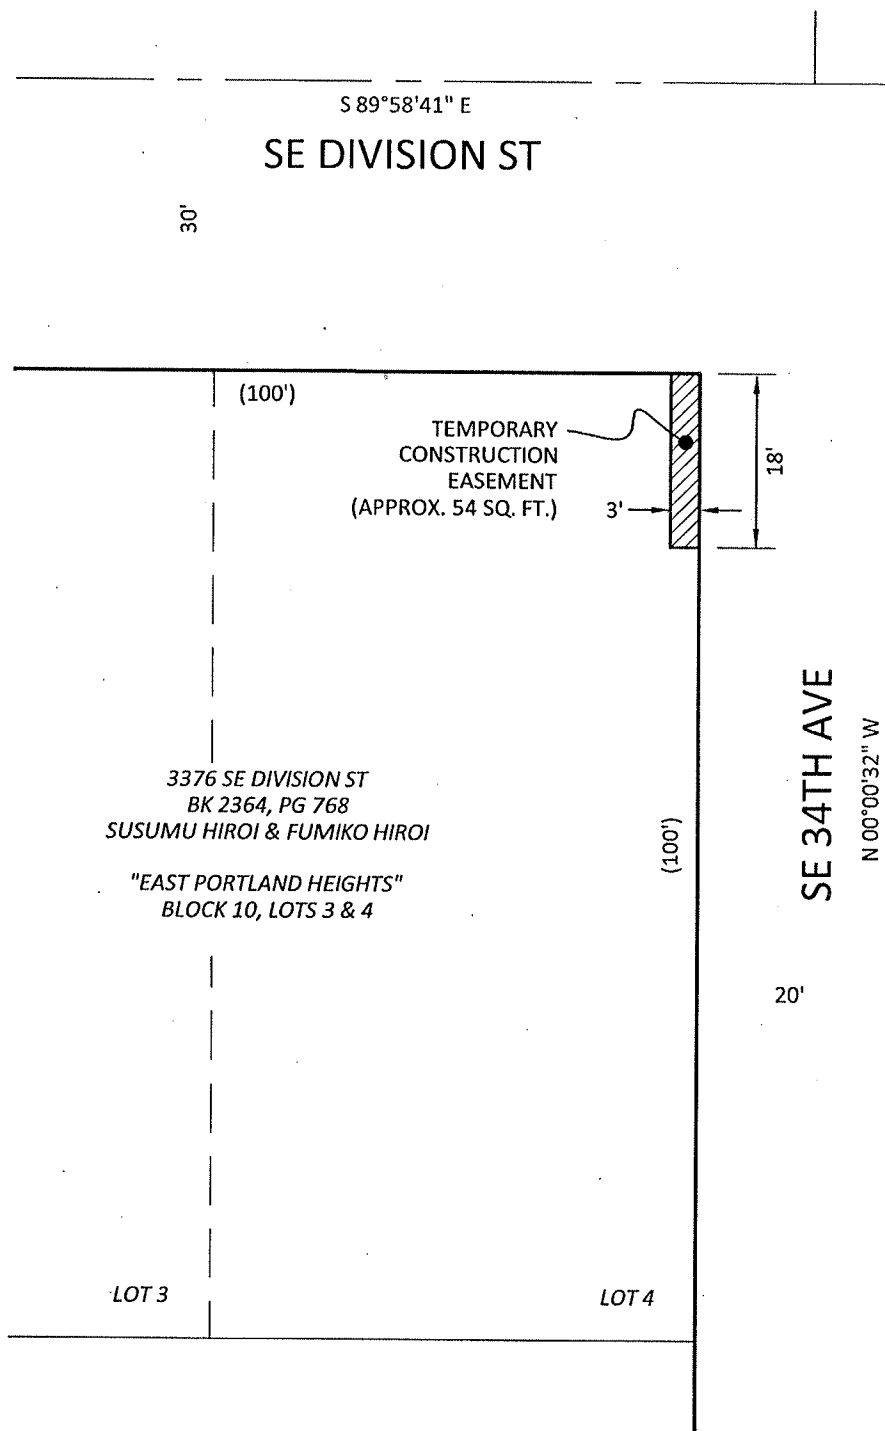 S 89°58'41" E
SE DIVISION ST
30'
(100')
TEMPORARY
CONSTRUCTION
EASEMENT
(APPROX. 54 SQ. FT.)
3'
18'
3376 SE DIVISION ST
BK 2364, PG 768
SUSUMU HIROI & FUMIKO HIROI
"EAST PORTLAND HEIGHTS"
BLOCK 10, LOTS 3 & 4
(100')
SE 34TH AVE
N 00°00'32" W
20'
LOT 3
LOT 4